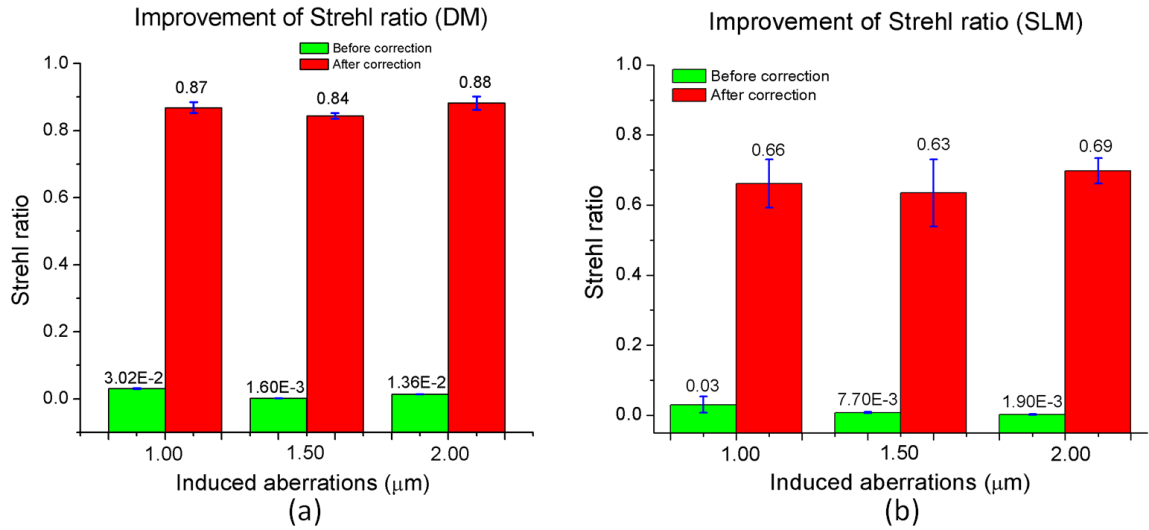 Improvement of Strehl ratio (DM)
Before correction
After correction
1.0
0.8
0.6
0.4
0.2
0.0
Strehl ratio
0.87
0.84
0.88
3.02E-2
1.60E-3
1.36E-2
1.00
1.50
2.00
Induced aberrations (μm)
(a)
Improvement of Strehl ratio (SLM)
Before correction
After correction
1.0
0.8
0.6
0.4
0.2
0.0
Strehl ratio
0.66
0.63
0.69
0.03
7.70E-3
1.90E-3
1.00
1.50
2.00
Induced aberrations (μm)
(b)